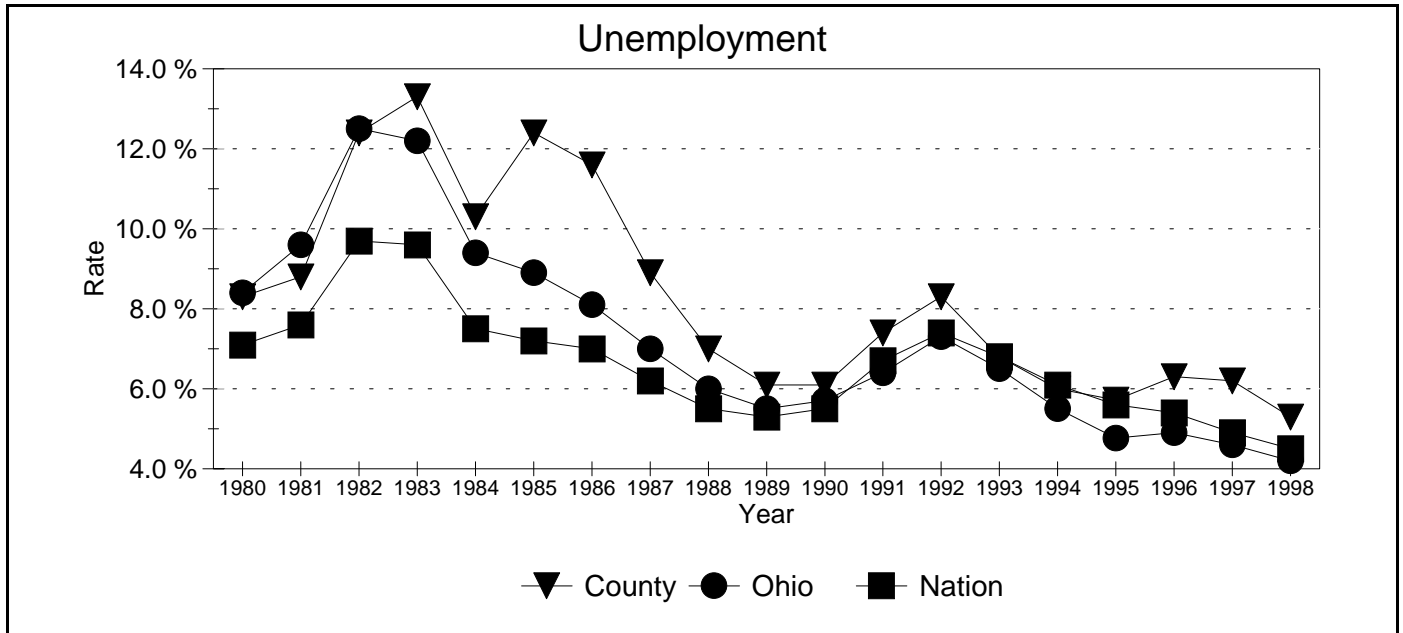 Unemployment
14.0 %
12.0 %
10.0 %
8.0 %
6.0 %
4.0 %
Rate
1980 1981 1982 1983 1984 1985 1986 1987 1988 1989 1990 1991 1992 1993 1994 1995 1996 1997 1998
Year
County Ohio Nation